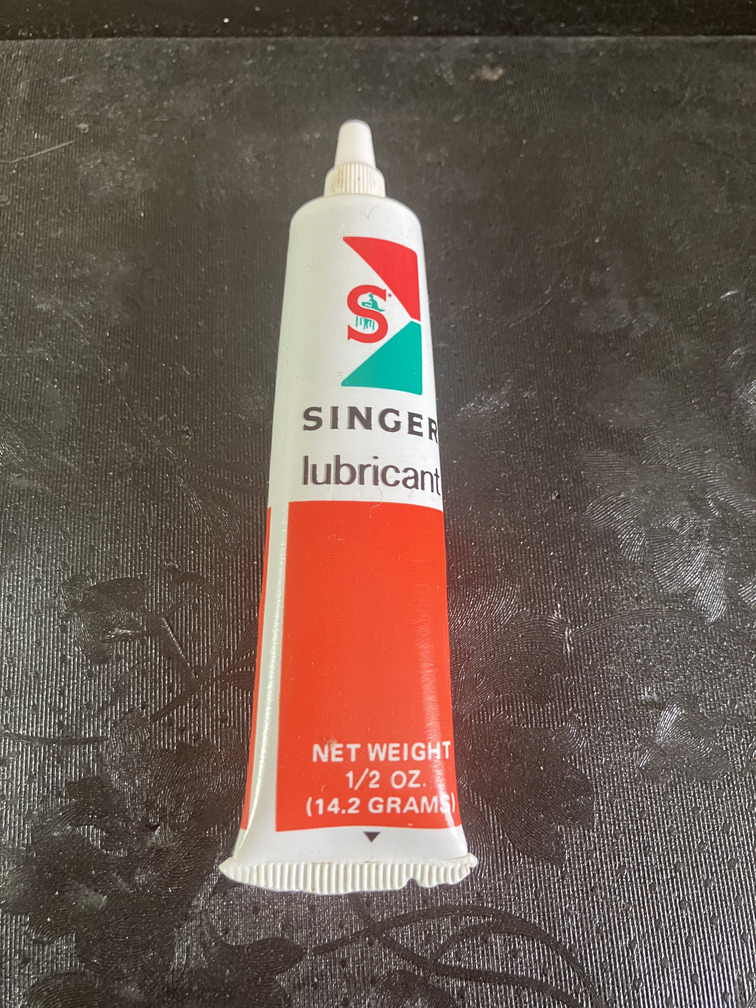 S
SINGER
lubricant
NET WEIGHT
1/2 OZ.
(14.2 GRAMS)